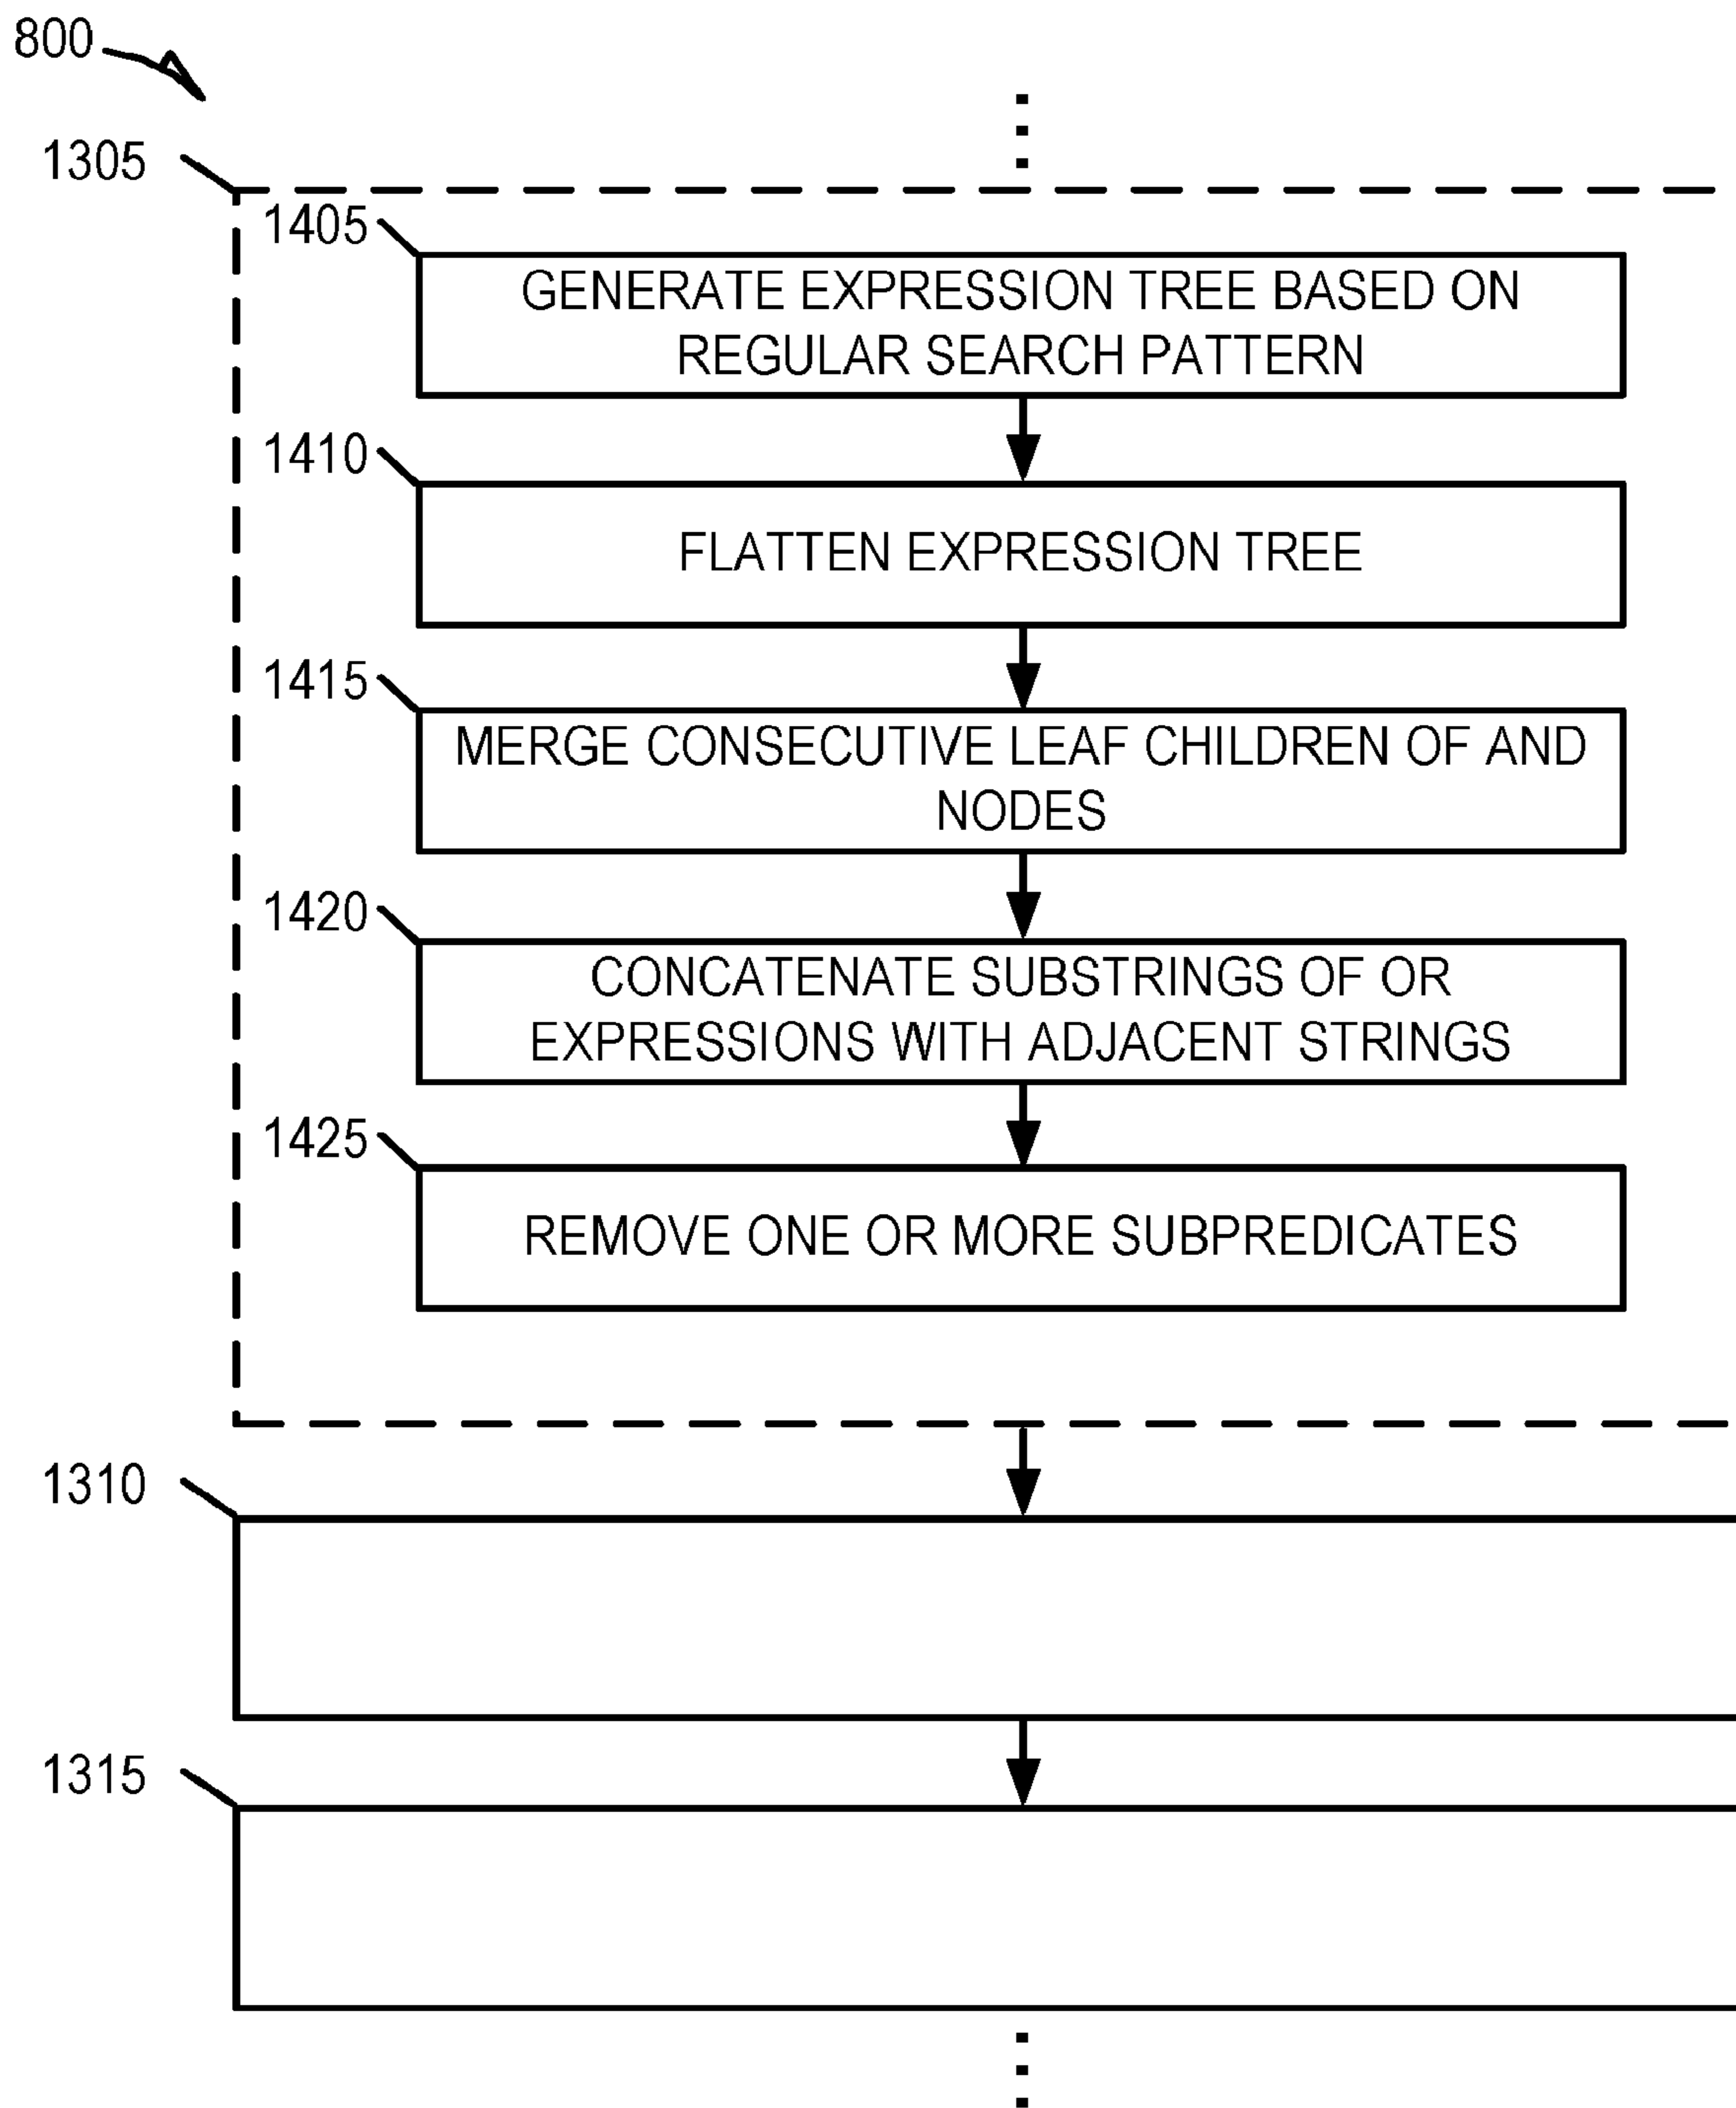 800
1305
1405
GENERATE EXPRESSION TREE BASED ON
REGULAR SEARCH PATTERN
1410
FLATTEN EXPRESSION TREE
1415
MERGE CONSECUTIVE LEAF CHILDREN OF AND
NODES
1420
CONCATENATE SUBSTRINGS OF OR
EXPRESSIONS WITH ADJACENT STRINGS
1425
REMOVE ONE OR MORE SUBPREDICATES
1310
1315